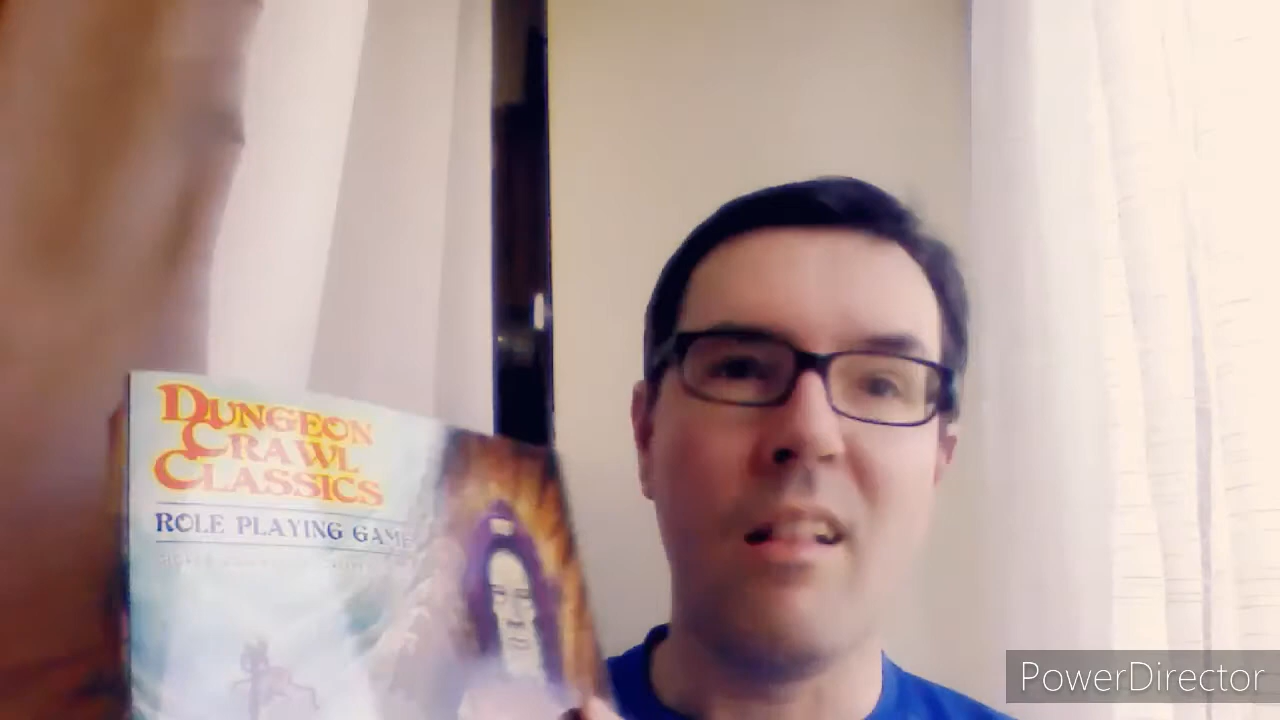 DUNGEON
CRAWL
CLASSICS
ROLE PLAYING GAME
PowerDirector